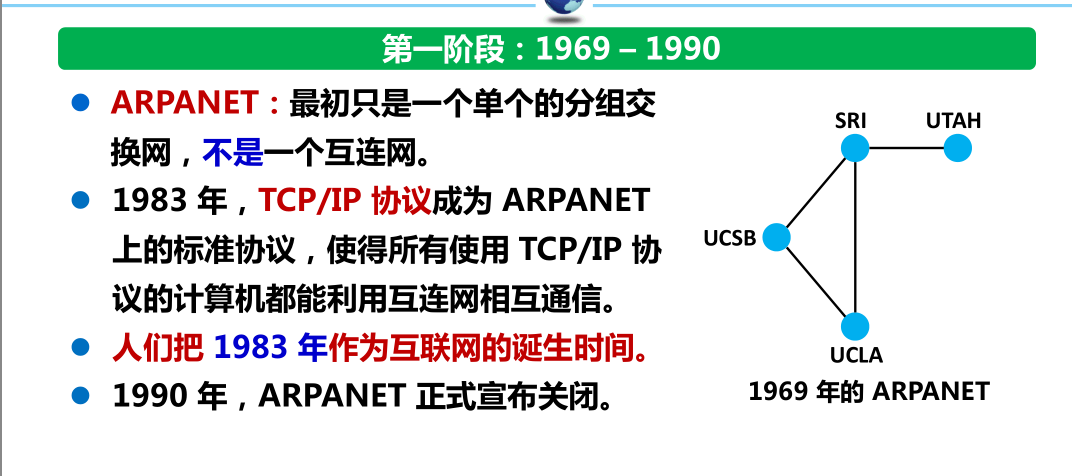 第一阶段：1969 – 1990
ARPANET：最初只是一个单个的分组交
换网，不是一个互连网。
1983 年，TCP/IP 协议成为 ARPANET
上的标准协议，使得所有使用 TCP/IP 协
议的计算机都能利用互连网相互通信。
人们把 1983 年作为互联网的诞生时间。
1990 年，ARPANET 正式宣布关闭。
SRI
UTAH
UCSB
UCLA
1969 年的 ARPANET